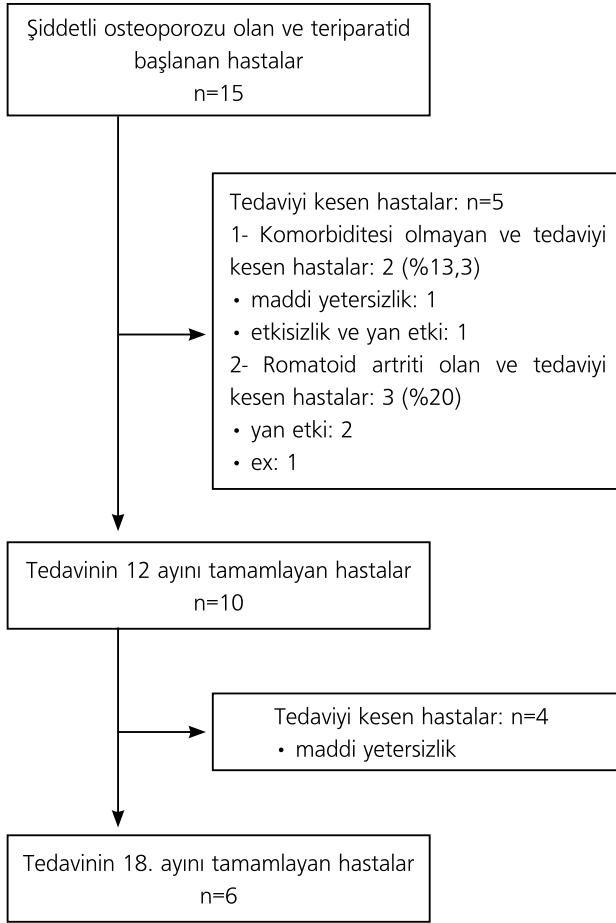 Şiddetli osteoporozu olan ve teriparatid
başlanan hastalar
n=15
Tedaviyi kesen hastalar: n=5
1- Komorbiditesi olmayan ve tedaviyi
kesen hastalar: 2 (%13,3)
• maddi yetersizlik: 1
• etkisizlik ve yan etki: 1
2- Romatoid artriti olan ve tedaviyi
kesen hastalar: 3 (%20)
• yan etki: 2
• ex: 1
Tedavinin 12 ayını tamamlayan hastalar
n=10
Tedaviyi kesen hastalar: n=4
• maddi yetersizlik
Tedavinin 18. ayını tamamlayan hastalar
n=6